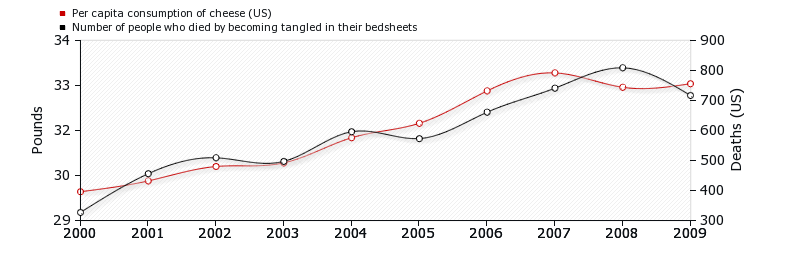 Per capita consumption of cheese (US)
Number of people who died by becoming tangled in their bedsheets
34 900
800
33
700
Pounds
32 600
Deaths (US)
500
30
400
29 300
2000 2001 2002 2003 2004 2005 2006 2007 2008 2009